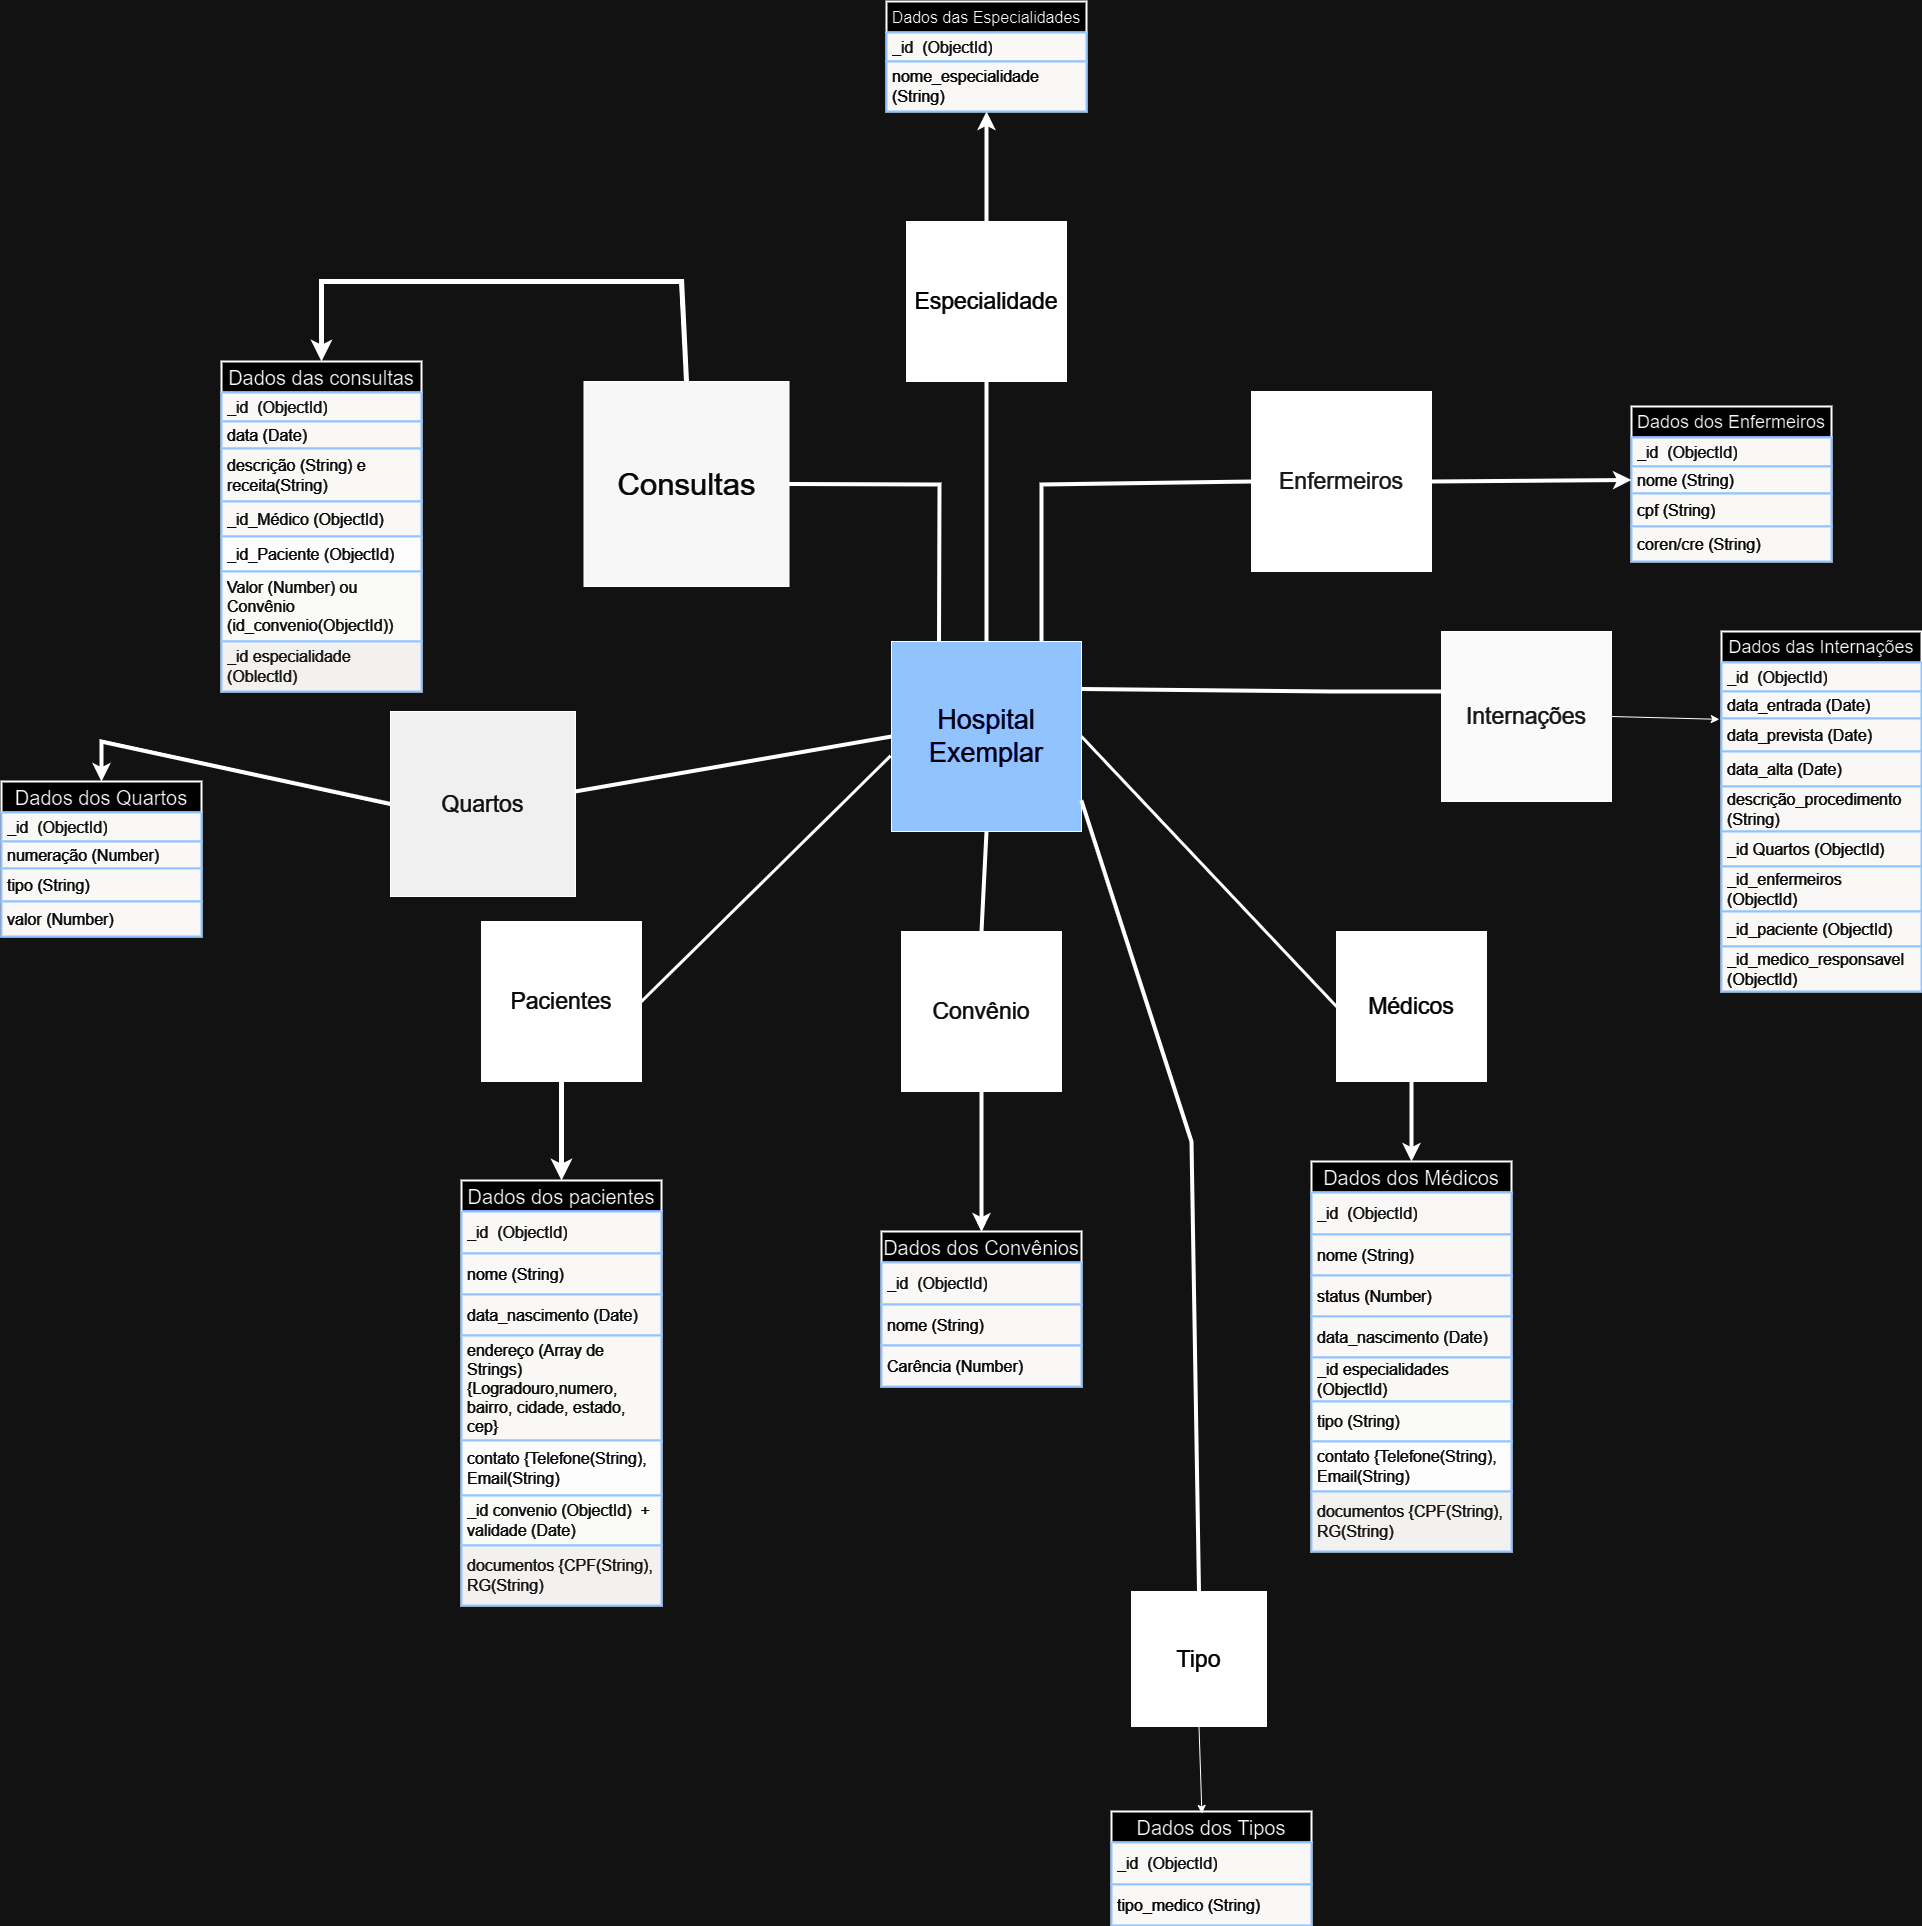 Dados das Especialidades
_id  (ObjectId)
nome_especialidade
(String)
Especialidade
Dados das consultas
_id  (ObjectId)
data (Date)
descrição (String) e
receita(String)
_id_Médico (ObjectId)
_id_Paciente (ObjectId)
Valor (Number) ou
Convênio
(id_convenio(ObjectId))
_id especialidade
(OblectId)
Consultas
Enfermeiros
Dados dos Enfermeiros
_id  (ObjectId)
nome (String)
cpf (String)
coren/cre (String)
Hospital
Exemplar
Internações
Dados das Internações
_id  (ObjectId)
data_entrada (Date)
data_prevista (Date)
data_alta (Date)
descrição_procedimento
(String)
_id Quartos (ObjectId)
_id_enfermeiros
(ObjectId)
_id_paciente (ObjectId)
_id_medico_responsavel
(ObjectId)
Quartos
Dados dos Quartos
_id  (ObjectId)
numeração (Number)
tipo (String)
valor (Number)
Pacientes
Convênio
Médicos
Dados dos pacientes
_id  (ObjectId)
nome (String)
data_nascimento (Date)
endereço (Array de
Strings)
{Logradouro,numero,
bairro, cidade, estado,
cep}
contato {Telefone(String),
Email(String)
_id convenio (ObjectId)  +
validade (Date)
documentos {CPF(String),
RG(String)
Dados dos Convênios
_id  (ObjectId)
nome (String)
Carência (Number)
Dados dos Médicos
_id  (ObjectId)
nome (String)
status (Number)
data_nascimento (Date)
_id especialidades
(ObjectId)
tipo (String)
contato {Telefone(String),
Email(String)
documentos {CPF(String),
RG(String)
Tipo
Dados dos Tipos
_id  (ObjectId)
tipo_medico (String)